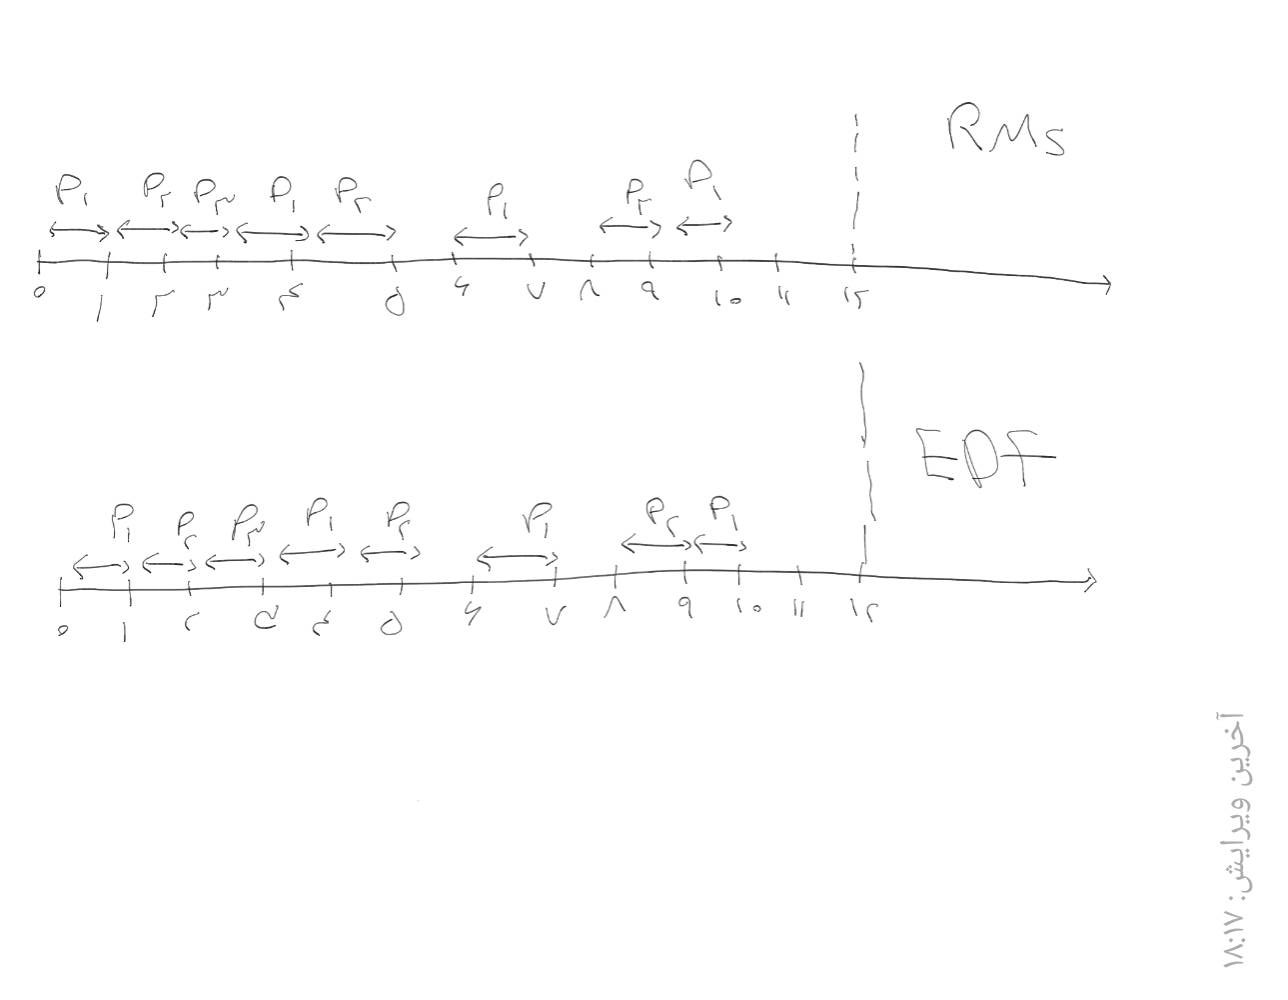 RMS
P۱ P۲ P۳ P۱ P۲ P۱ P۲ P۱
۰ ۱ ۲ ۳ ۴ ۵ ۶ ۷ ۸ ۹ ۱۰ ۱۱ ۱۲
EDF
P۱ P۲ P۳ P۱ P۲ P۱ P۲ P۱
۰ ۱ ۲ ۳ ۴ ۵ ۶ ۷ ۸ ۹ ۱۰ ۱۱ ۱۲
آخرین ویرایش: ۱۸:۱۷